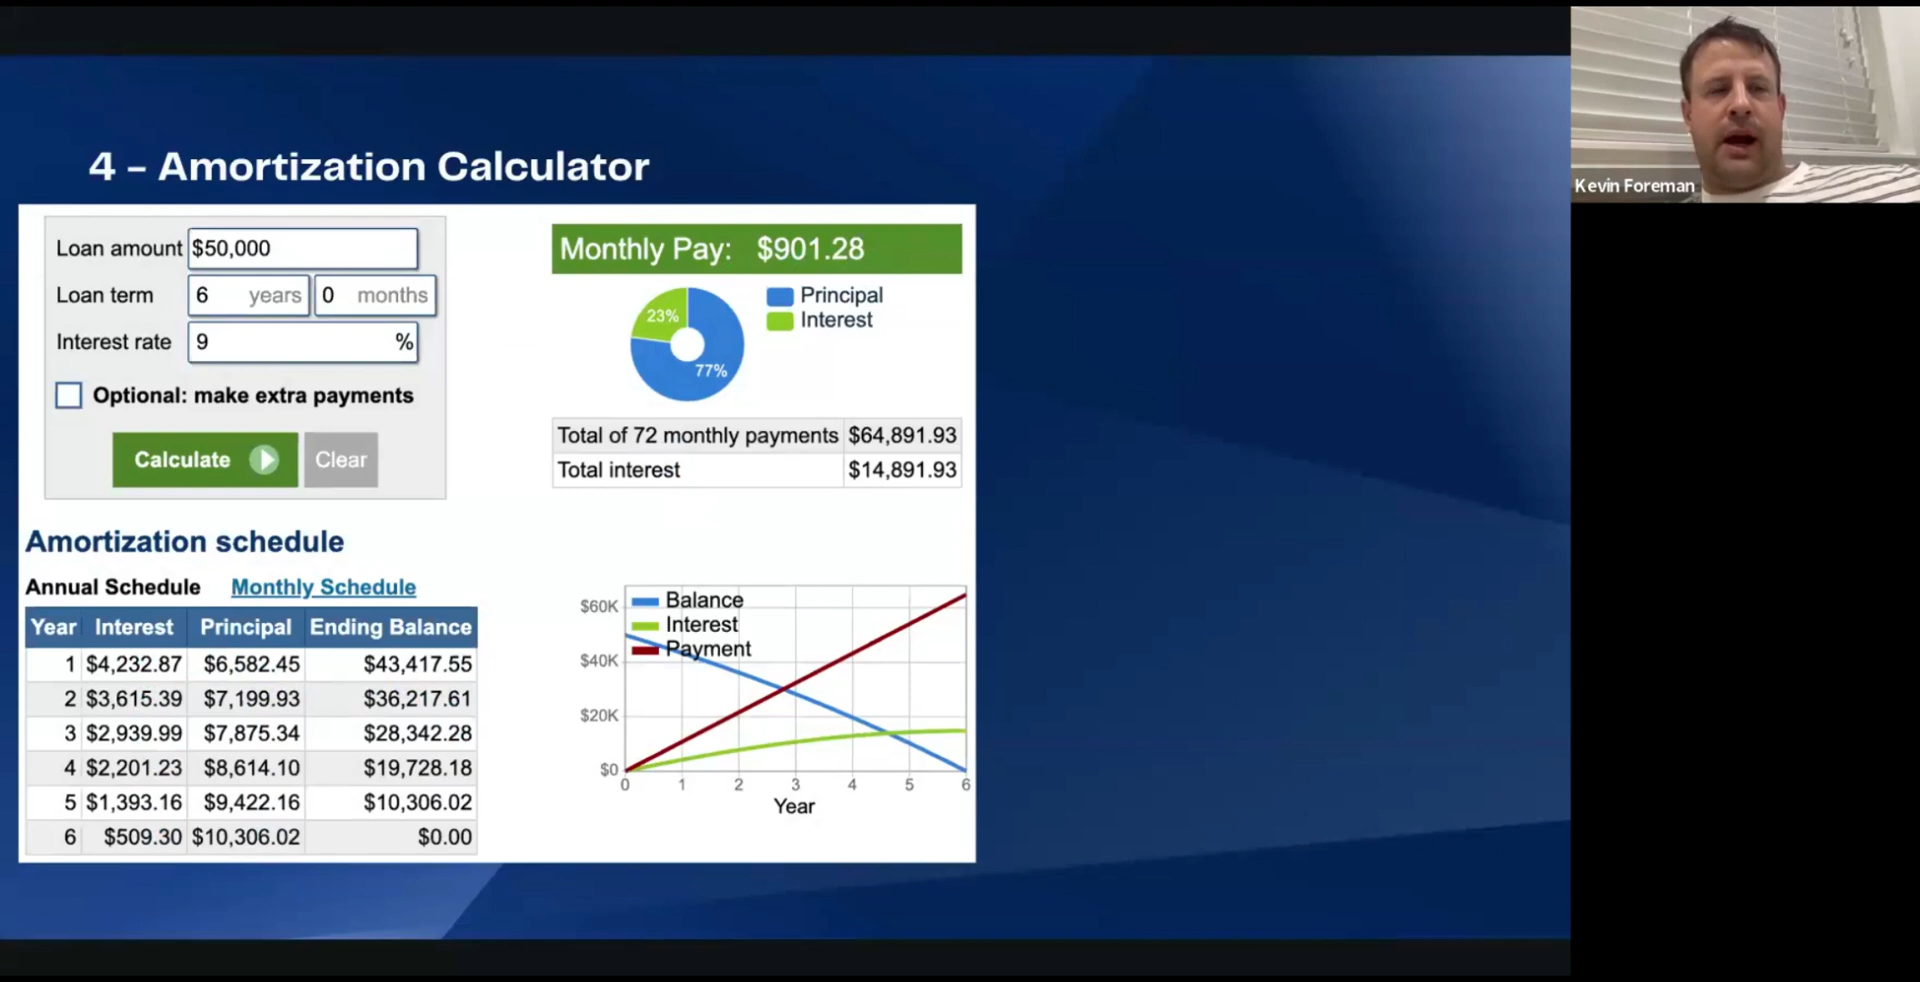 4 – Amortization Calculator
Loan amount $50,000
Loan term 6 years 0 months
Interest rate 9 %
Optional: make extra payments
Calculate Clear
Monthly Pay: $901.28
Principal
Interest
23%
77%
Total of 72 monthly payments $64,891.93
Total interest $14,891.93
Amortization schedule
Annual Schedule Monthly Schedule
Year Interest Principal Ending Balance
1 $4,232.87 $6,582.45 $43,417.55
2 $3,615.39 $7,199.93 $36,217.61
3 $2,939.99 $7,875.34 $28,342.28
4 $2,201.23 $8,614.10 $19,728.18
5 $1,393.16 $9,422.16 $10,306.02
6 $509.30 $10,306.02 $0.00
Balance
Interest
Payment
$60K
$40K
$20K
$0
0 1 2 3 4 5 6
Year
Kevin Foreman